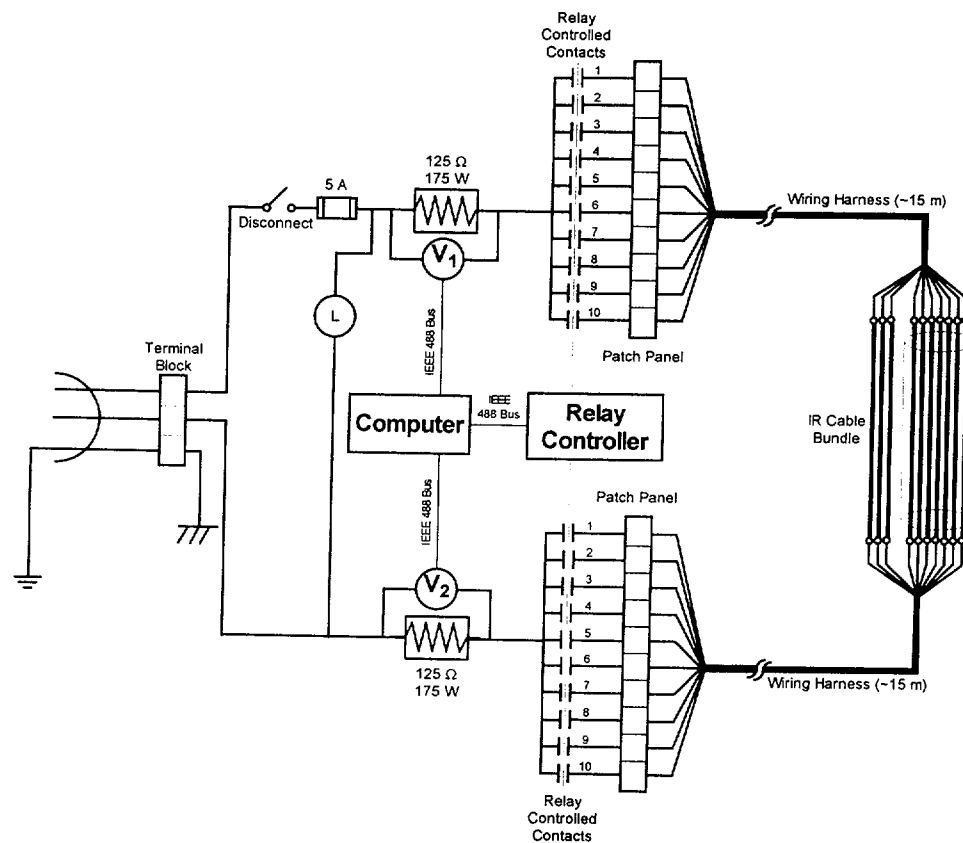 Relay
Controlled
Contacts
1
2
3
4
5
6
7
8
9
10
Patch Panel
125 Ω
175 W
5 A
Disconnect
V1
L
Wiring Harness (~15 m)
IEEE 488 Bus
Terminal
Block
Computer
IEEE
488 Bus
Relay
Controller
IR Cable
Bundle
IEEE 488 Bus
Patch Panel
1
2
3
4
5
6
7
8
9
10
V2
125 Ω
175 W
Wiring Harness (~15 m)
Relay
Controlled
Contacts